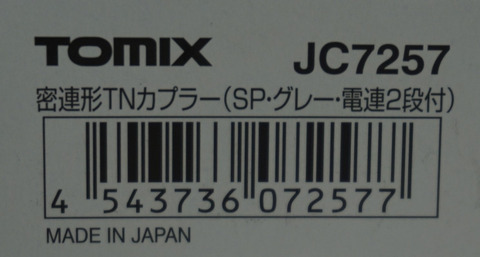 TOMIX JC7257
密連形TNカプラー(SP・グレー・電連2段付)
4 543736 072577
MADE IN JAPAN